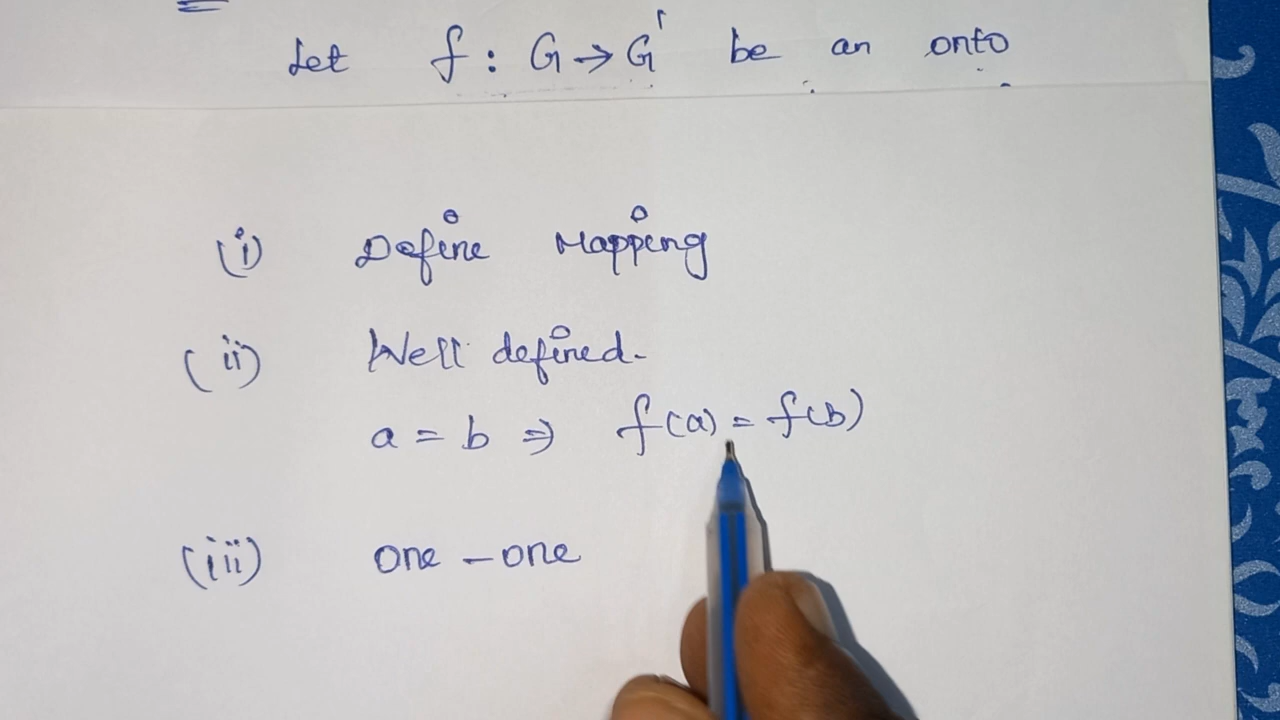 Let f : G → G' be an onto
(i) Define Mapping
(ii) Well defined.
a = b ⇒ f(a) = f(b)
(iii) one - one